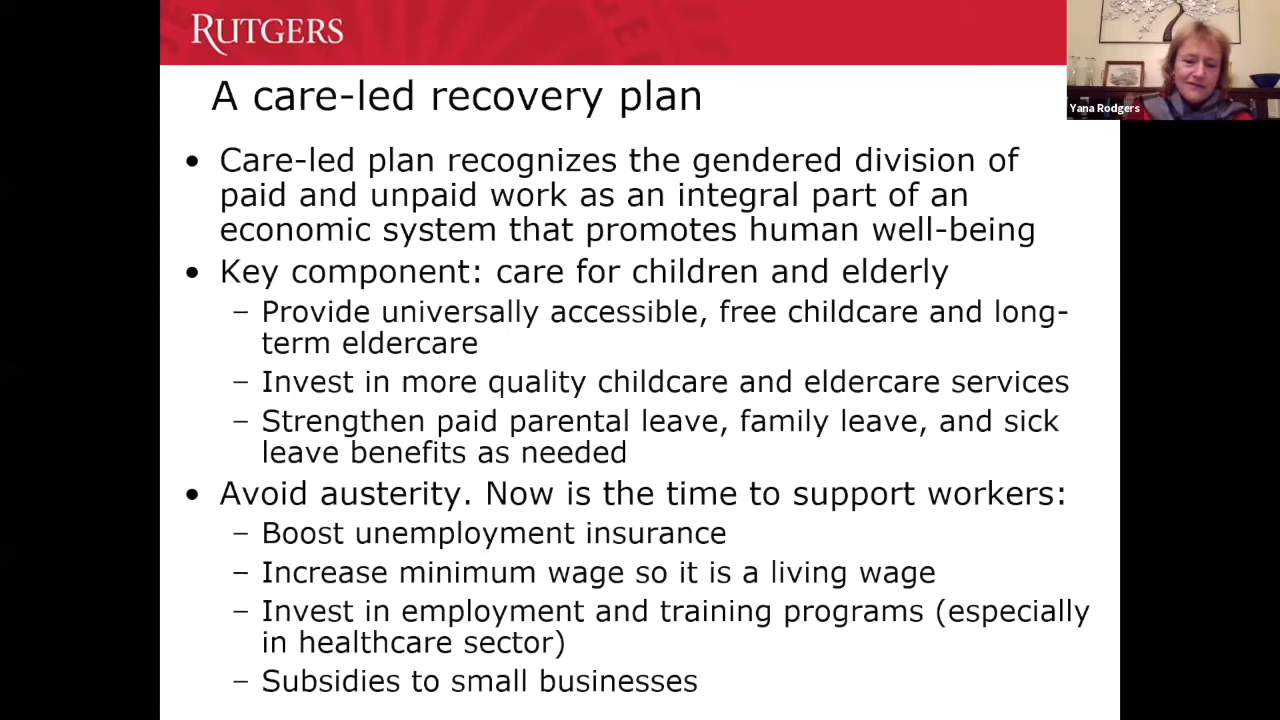 RUTGERS
Yana Rodgers
A care-led recovery plan
• Care-led plan recognizes the gendered division of
paid and unpaid work as an integral part of an
economic system that promotes human well-being
• Key component: care for children and elderly
– Provide universally accessible, free childcare and long-
term eldercare
– Invest in more quality childcare and eldercare services
– Strengthen paid parental leave, family leave, and sick
leave benefits as needed
• Avoid austerity. Now is the time to support workers:
– Boost unemployment insurance
– Increase minimum wage so it is a living wage
– Invest in employment and training programs (especially
in healthcare sector)
– Subsidies to small businesses